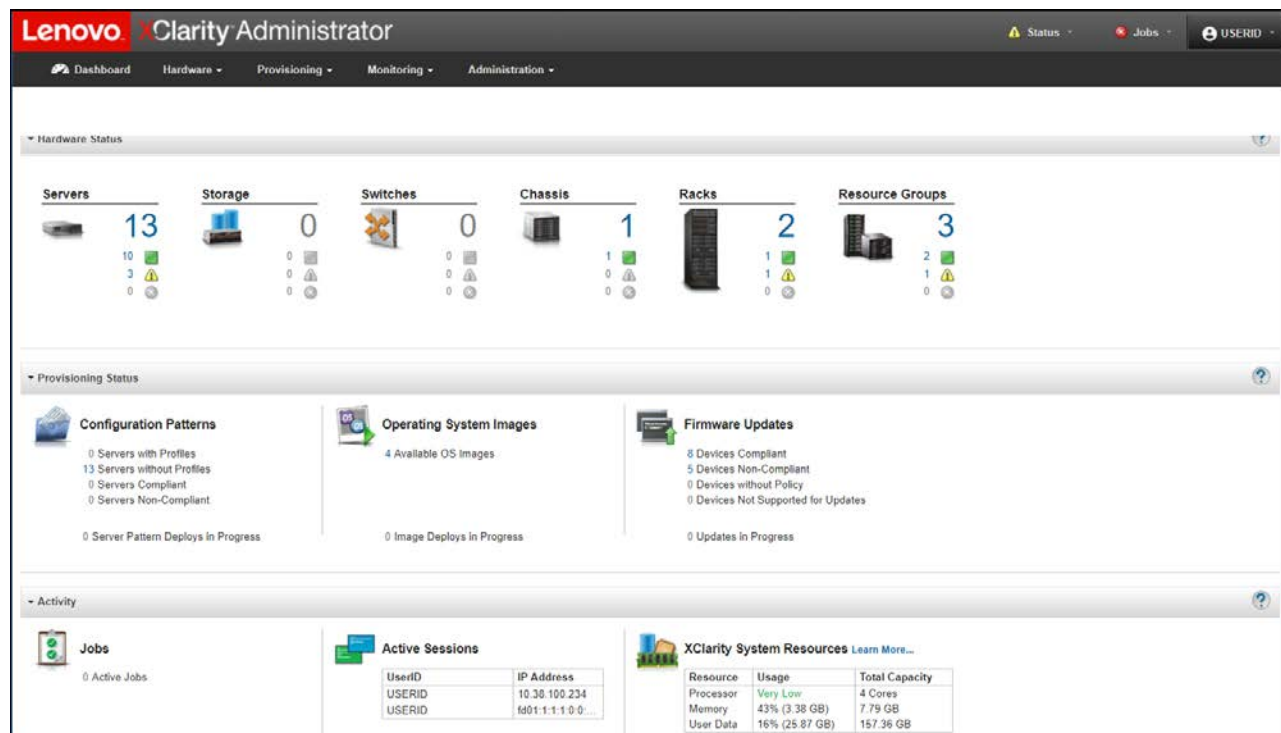 Lenovo XClarity Administrator Status Jobs USERID
Dashboard Hardware Provisioning Monitoring Administration
Hardware Status
Servers Storage Switches Chassis Racks Resource Groups
13 0 0 1 2 3
10 0 0 1 1 2
3 0 0 0 1 1
0 0 0 0 0 0
Provisioning Status
Configuration Patterns
0 Servers with Profiles
13 Servers without Profiles
0 Servers Compliant
0 Servers Non-Compliant
0 Server Pattern Deploys in Progress
Operating System Images
4 Available OS Images
0 Image Deploys in Progress
Firmware Updates
8 Devices Compliant
5 Devices Non-Compliant
0 Devices without Policy
0 Devices Not Supported for Updates
0 Updates in Progress
Activity
Jobs
0 Active Jobs
Active Sessions
UserID IP Address
USERID 10.38.100.234
USERID fd01:1:1:1:0:0:...
XClarity System Resources Learn More...
Resource Usage Total Capacity
Processor Very Low 4 Cores
Memory 43% (3.38 GB) 7.79 GB
User Data 16% (25.87 GB) 157.36 GB